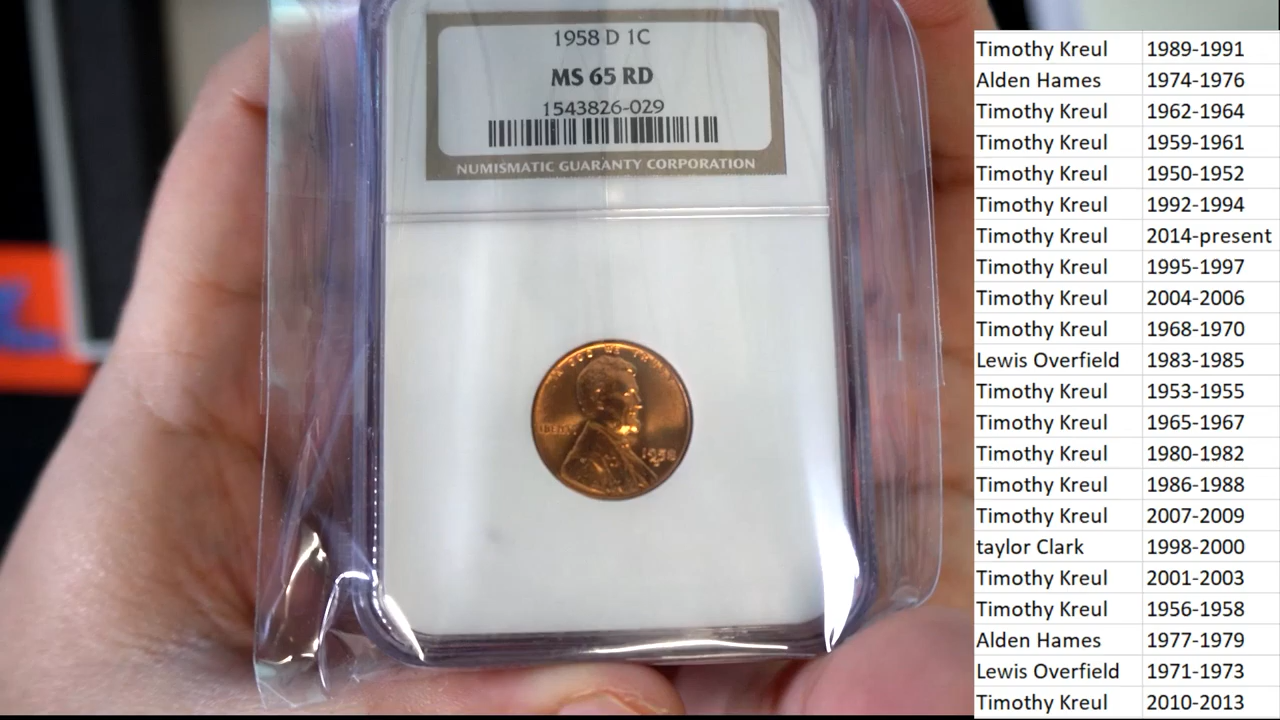 1958 D 1C
MS 65 RD
1543826-029
NUMISMATIC GUARANTY CORPORATION
LIBERTY
1958
D
Timothy Kreul 1989-1991
Alden Hames 1974-1976
Timothy Kreul 1962-1964
Timothy Kreul 1959-1961
Timothy Kreul 1950-1952
Timothy Kreul 1992-1994
Timothy Kreul 2014-present
Timothy Kreul 1995-1997
Timothy Kreul 2004-2006
Timothy Kreul 1968-1970
Lewis Overfield 1983-1985
Timothy Kreul 1953-1955
Timothy Kreul 1965-1967
Timothy Kreul 1980-1982
Timothy Kreul 1986-1988
Timothy Kreul 2007-2009
taylor Clark 1998-2000
Timothy Kreul 2001-2003
Timothy Kreul 1956-1958
Alden Hames 1977-1979
Lewis Overfield 1971-1973
Timothy Kreul 2010-2013